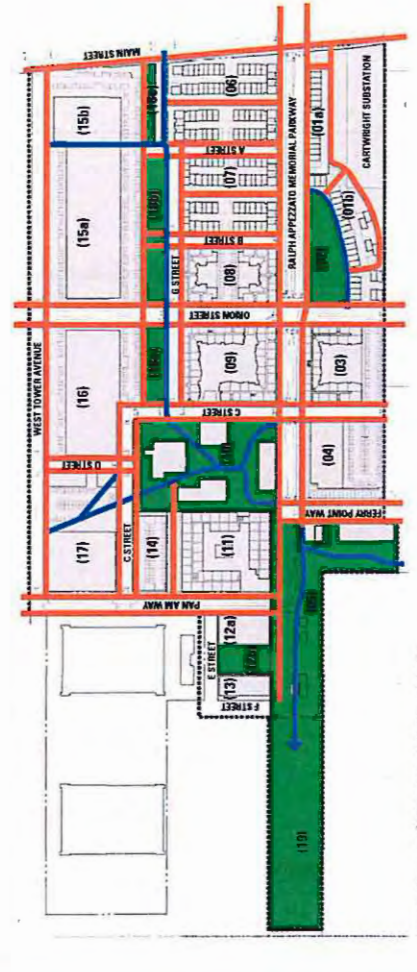 MAIN STREET
WEST TOWER AVENUE
(15b)
(15a)
(16)
(17)
(06)
A STREET
(07)
B STREET
(08)
G STREET
ORION STREET
(09)
C STREET
D STREET
C STREET
(14)
(11)
PAN AM WAY
E STREET
(12a)
(13)
F STREET
RALPH APPEZZATO MEMORIAL PARKWAY
(01a)
CARTWRIGHT SUBSTATION
(01b)
(03)
(04)
FERRY POINT WAY